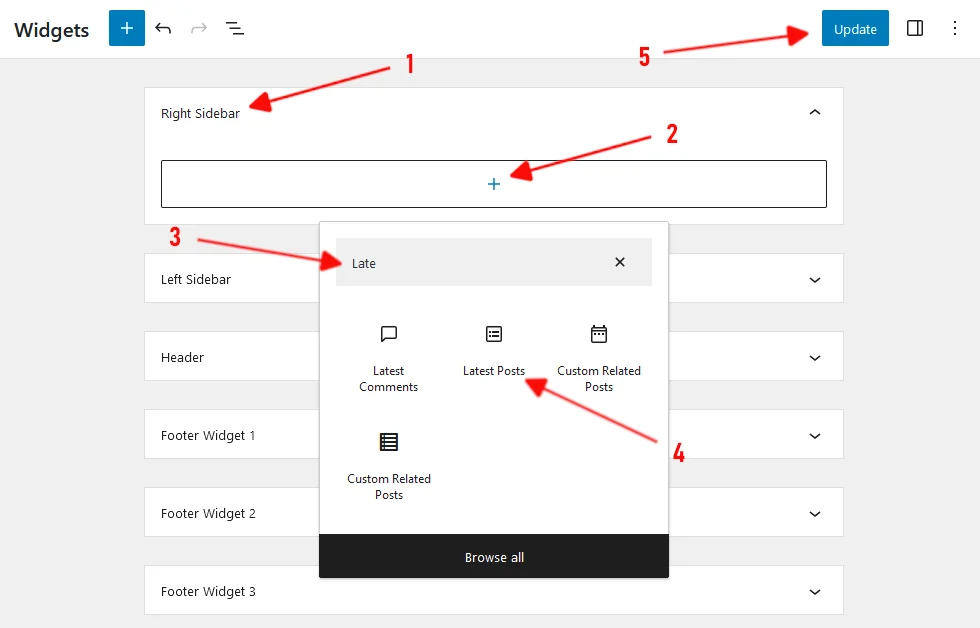 Widgets
Update
5
1
Right Sidebar
2
3
Late
Left Sidebar
Latest
Comments
Latest Posts
Custom Related
Posts
Header
4
Footer Widget 1
Custom Related
Posts
Footer Widget 2
Browse all
Footer Widget 3